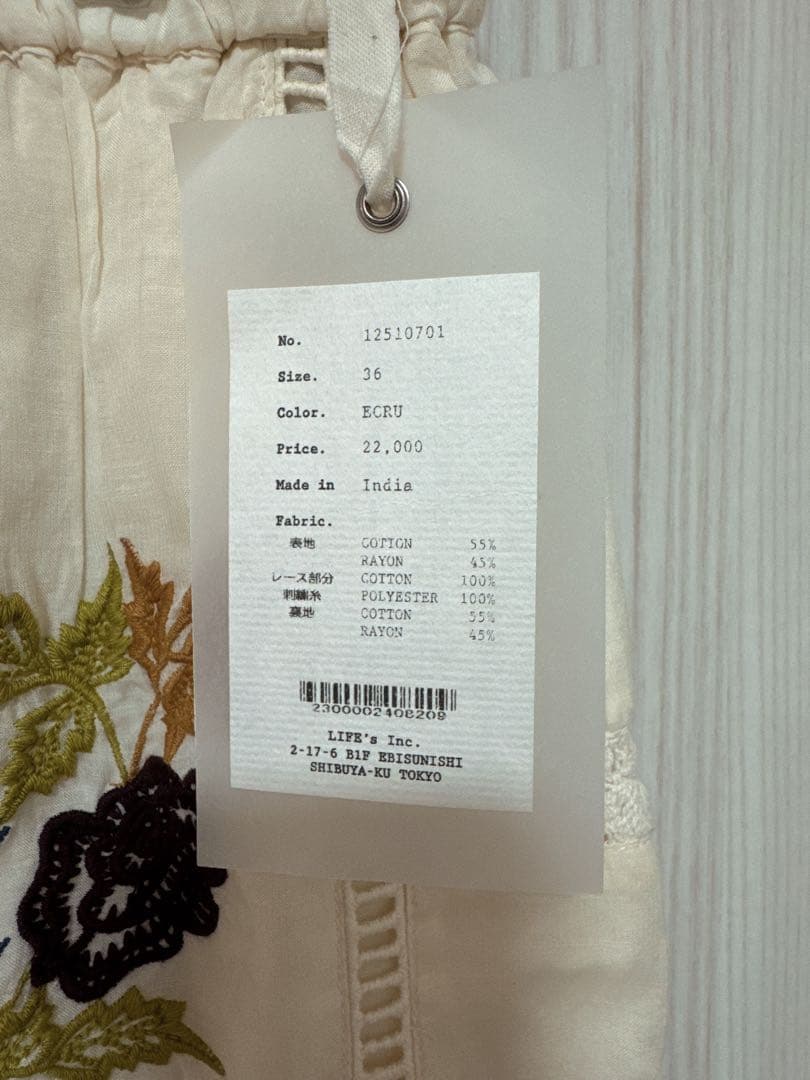 No. 12510701
Size. 36
Color. ECRU
Price. 22,000
Made in India
Fabric.
表地 COTTON 55%
RAYON 45%
レース部分 COTTON 100%
刺繍糸 POLYESTER 100%
裏地 COTTON 55%
RAYON 45%
2300002408209
LIFE's Inc.
2-17-6 B1F EBISUNISHI
SHIBUYA-KU TOKYO